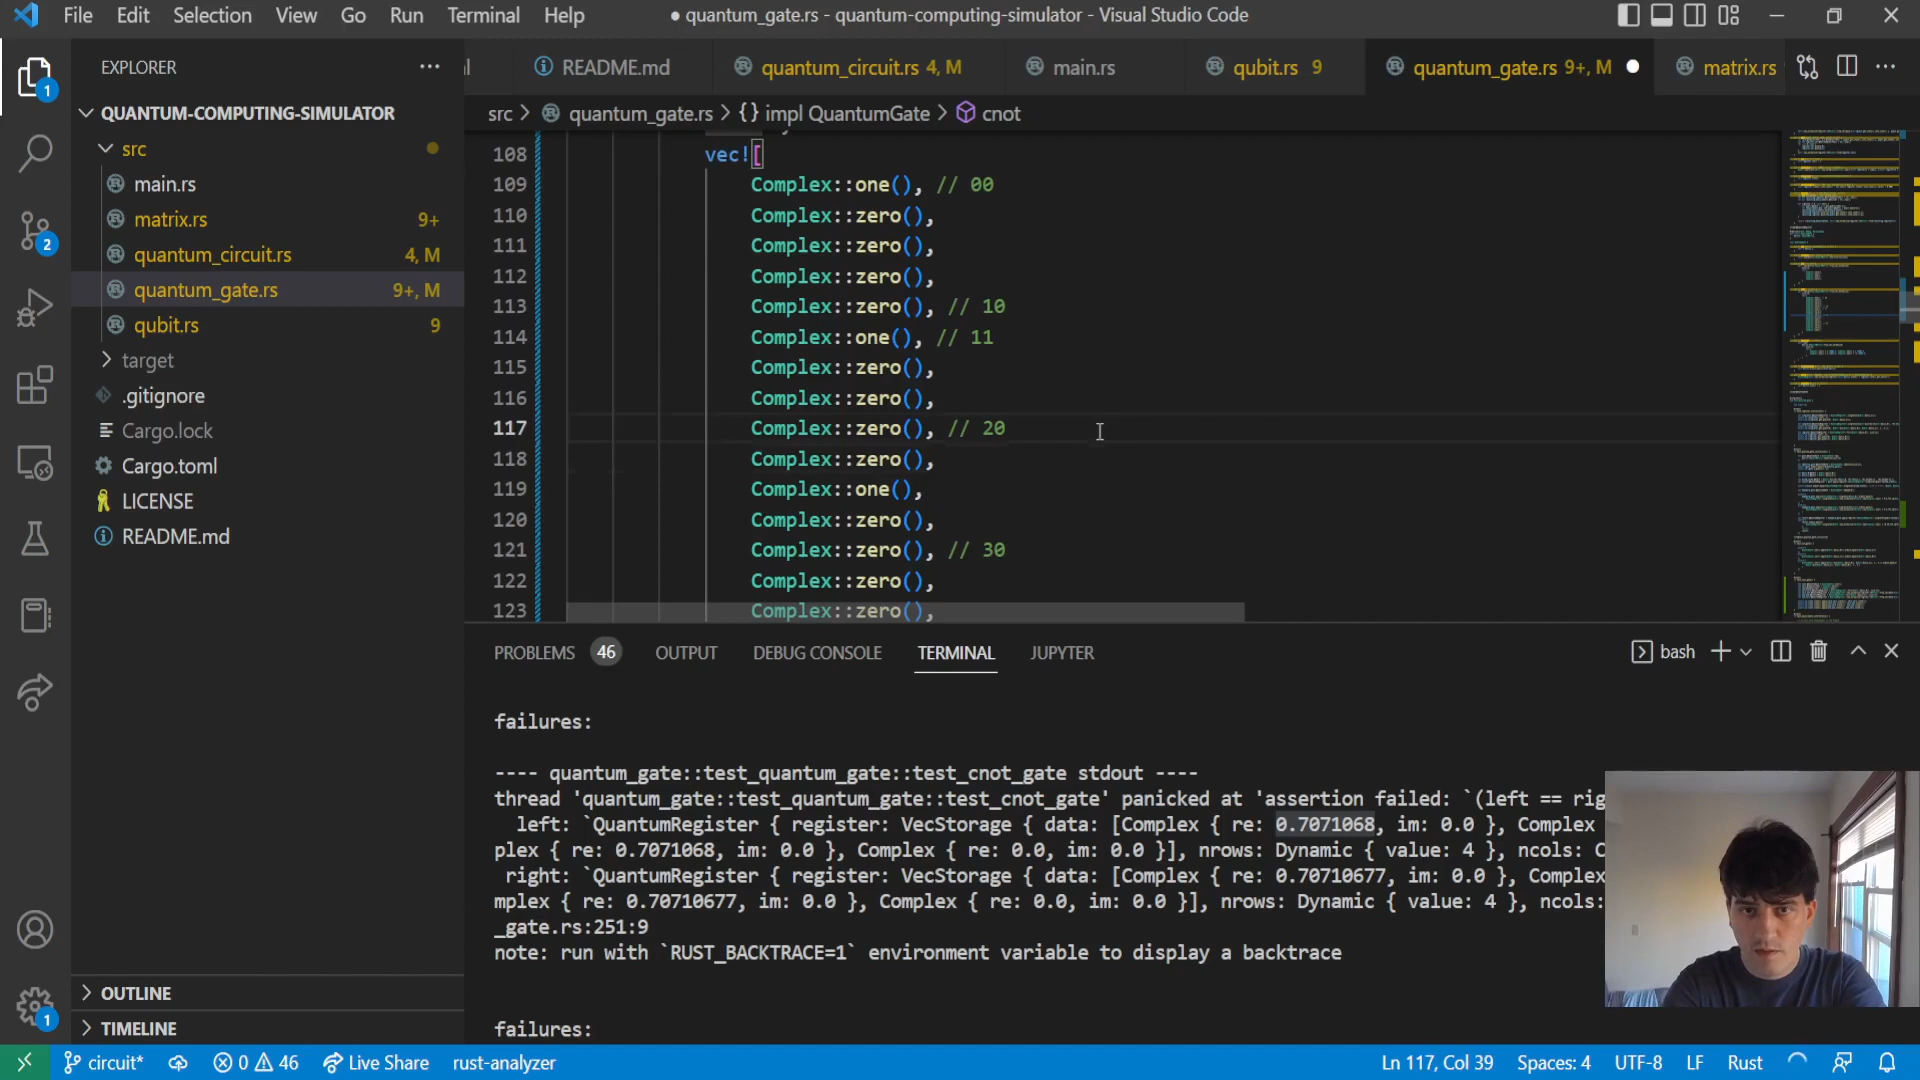 File Edit Selection View Go Run Terminal Help
● quantum_gate.rs - quantum-computing-simulator - Visual Studio Code
EXPLORER
QUANTUM-COMPUTING-SIMULATOR
src
main.rs
matrix.rs 9+
quantum_circuit.rs 4, M
quantum_gate.rs 9+, M
qubit.rs 9
target
.gitignore
Cargo.lock
Cargo.toml
LICENSE
README.md
OUTLINE
TIMELINE
1
2
1
README.md quantum_circuit.rs 4, M main.rs qubit.rs 9 quantum_gate.rs 9+, M ● matrix.rs
src > quantum_gate.rs > {} impl QuantumGate > cnot
108 vec![
109 Complex::one(), // 00
110 Complex::zero(),
111 Complex::zero(),
112 Complex::zero(),
113 Complex::zero(), // 10
114 Complex::one(), // 11
115 Complex::zero(),
116 Complex::zero(),
117 Complex::zero(), // 20
118 Complex::zero(),
119 Complex::one(),
120 Complex::zero(),
121 Complex::zero(), // 30
122 Complex::zero(),
123 Complex::zero(),
PROBLEMS 46 OUTPUT DEBUG CONSOLE TERMINAL JUPYTER
bash
failures:
---- quantum_gate::test_quantum_gate::test_cnot_gate stdout ----
thread 'quantum_gate::test_quantum_gate::test_cnot_gate' panicked at 'assertion failed: `(left == rig
left: `QuantumRegister { register: VecStorage { data: [Complex { re: 0.7071068, im: 0.0 }, Complex
plex { re: 0.7071068, im: 0.0 }, Complex { re: 0.0, im: 0.0 }], nrows: Dynamic { value: 4 }, ncols: C
right: `QuantumRegister { register: VecStorage { data: [Complex { re: 0.70710677, im: 0.0 }, Complex
mplex { re: 0.70710677, im: 0.0 }, Complex { re: 0.0, im: 0.0 }], nrows: Dynamic { value: 4 }, ncols:
_gate.rs:251:9
note: run with `RUST_BACKTRACE=1` environment variable to display a backtrace
failures:
circuit* 0 46 Live Share rust-analyzer
Ln 117, Col 39 Spaces: 4 UTF-8 LF Rust